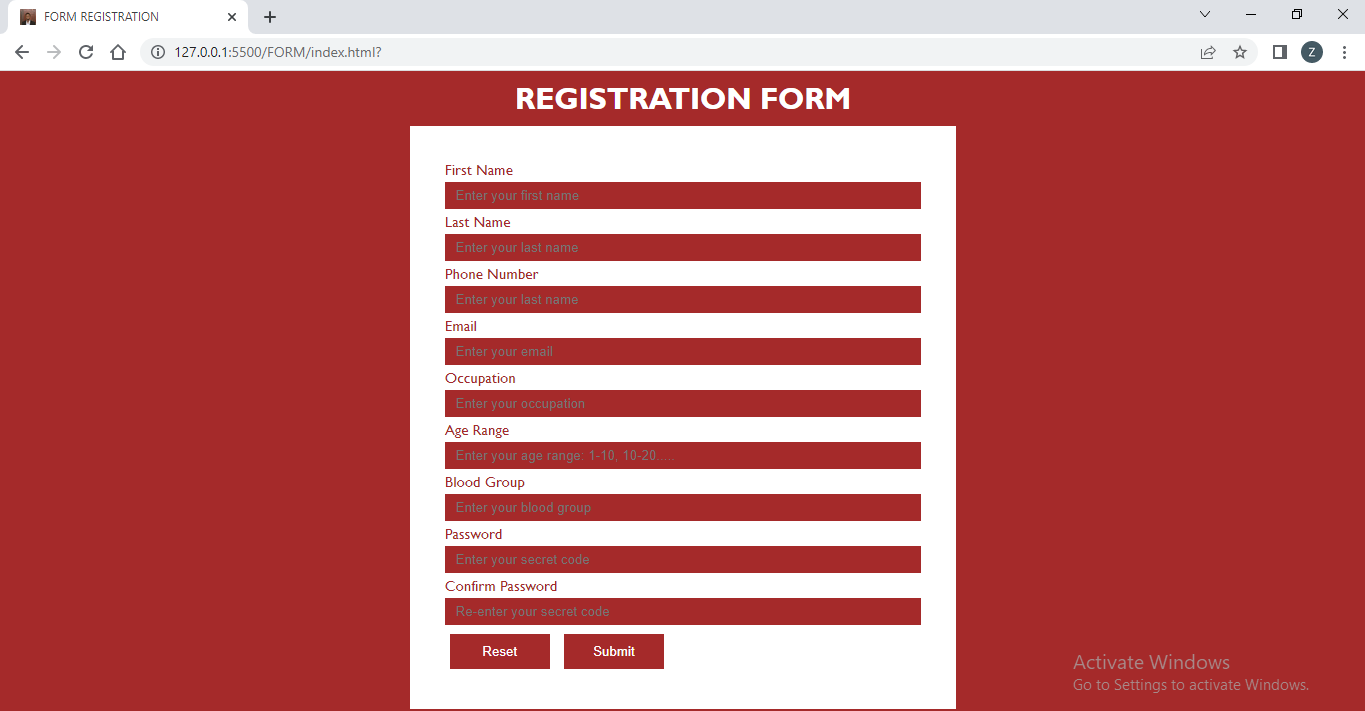 FORM REGISTRATION
127.0.0.1:5500/FORM/index.html?
Z
REGISTRATION FORM
First Name
Enter your first name
Last Name
Enter your last name
Phone Number
Enter your last name
Email
Enter your email
Occupation
Enter your occupation
Age Range
Enter your age range: 1-10, 10-20.....
Blood Group
Enter your blood group
Password
Enter your secret code
Confirm Password
Re-enter your secret code
Reset Submit
Activate Windows
Go to Settings to activate Windows.